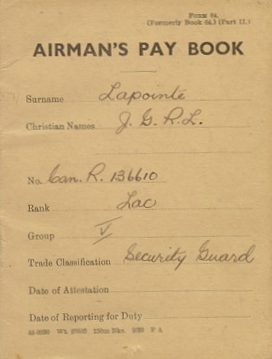 Form 64.
(Formerly Book 64.) (Part II.)
AIRMAN'S PAY BOOK
Surname Lapointe
Christian Names J. G. R. L.
No. Can. R. 136610
Rank Lac
Group V
Trade Classification Security Guard
Date of Attestation
Date of Reporting for Duty